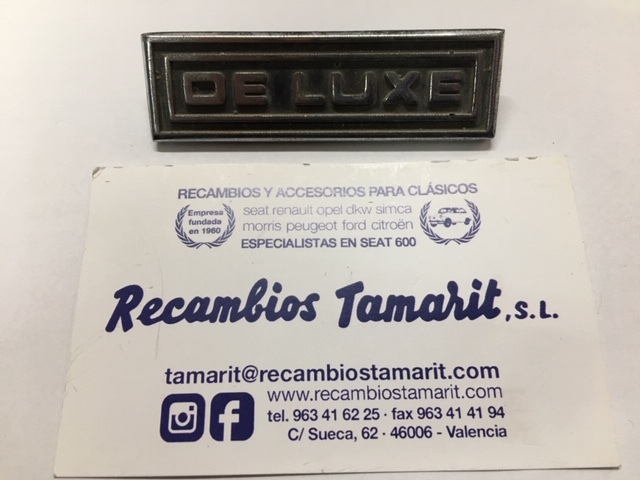 DE LUXE
RECAMBIOS Y ACCESORIOS PARA CLÁSICOS
Empresa
fundada
en 1960
seat renault opel dkw simca
morris peugeot ford citroën
ESPECIALISTAS EN SEAT 600
Recambios Tamarit, S.L.
tamarit@recambiostamarit.com
www.recambiostamarit.com
tel. 963 41 62 25 · fax 963 41 41 94
C/ Sueca, 62 · 46006 - Valencia